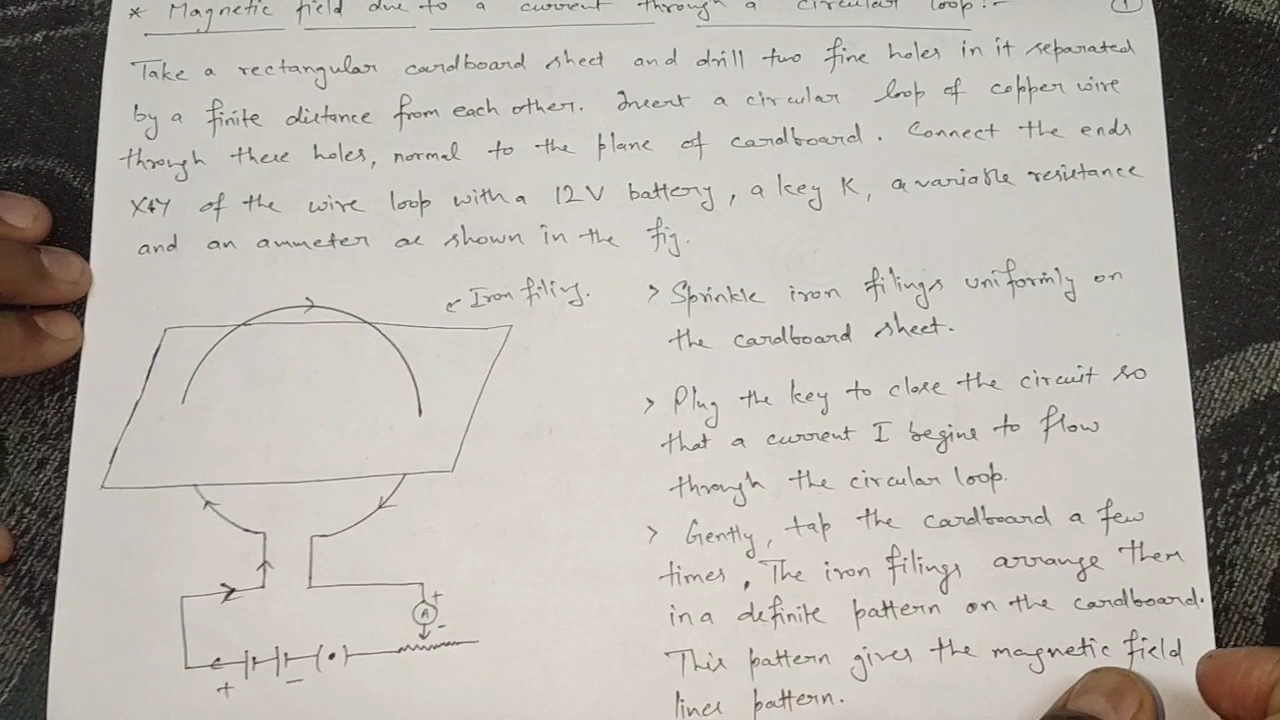 * Magnetic field due to a current through a circular loop:-
1
Take a rectangular cardboard sheet and drill two fine holes in it separated
by a finite distance from each other. Insert a circular loop of copper wire
through these holes, normal to the plane of cardboard. Connect the ends
X&Y of the wire loop with a 12V battery, a key K, a variable resistance
and an ammeter as shown in the fig.
Iron filing.
> Sprinkle iron filings uniformly on
the cardboard sheet.
> Plug the key to close the circuit so
that a current I begins to flow
through the circular loop.
> Gently, tap the cardboard a few
times, The iron filings arrange them
in a definite pattern on the cardboard.
This pattern gives the magnetic field
lines pattern.
+
A
-
+
-